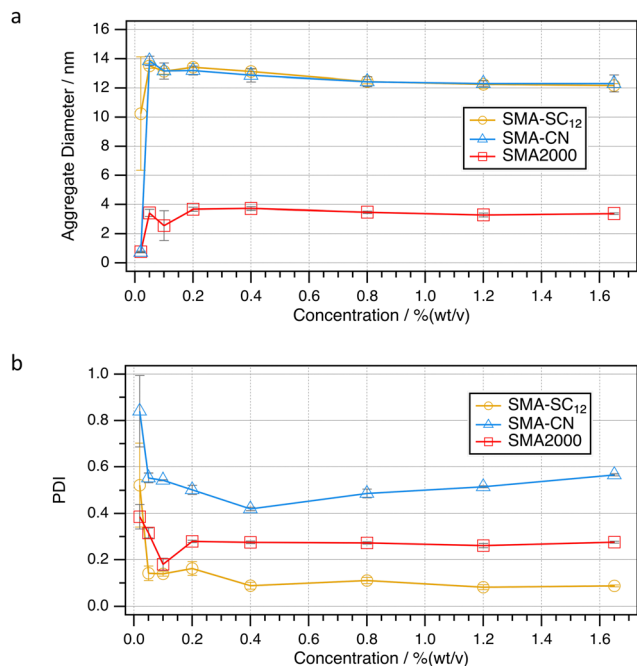 a
16
14
12
10
8
6
4
2
0
Aggregate Diameter / nm
SMA-SC₁₂
SMA-CN
SMA2000
0.0 0.2 0.4 0.6 0.8 1.0 1.2 1.4 1.6
Concentration / %(wt/v)
b
1.0
0.8
0.6
0.4
0.2
0.0
PDI
SMA-SC₁₂
SMA-CN
SMA2000
0.0 0.2 0.4 0.6 0.8 1.0 1.2 1.4 1.6
Concentration / %(wt/v)